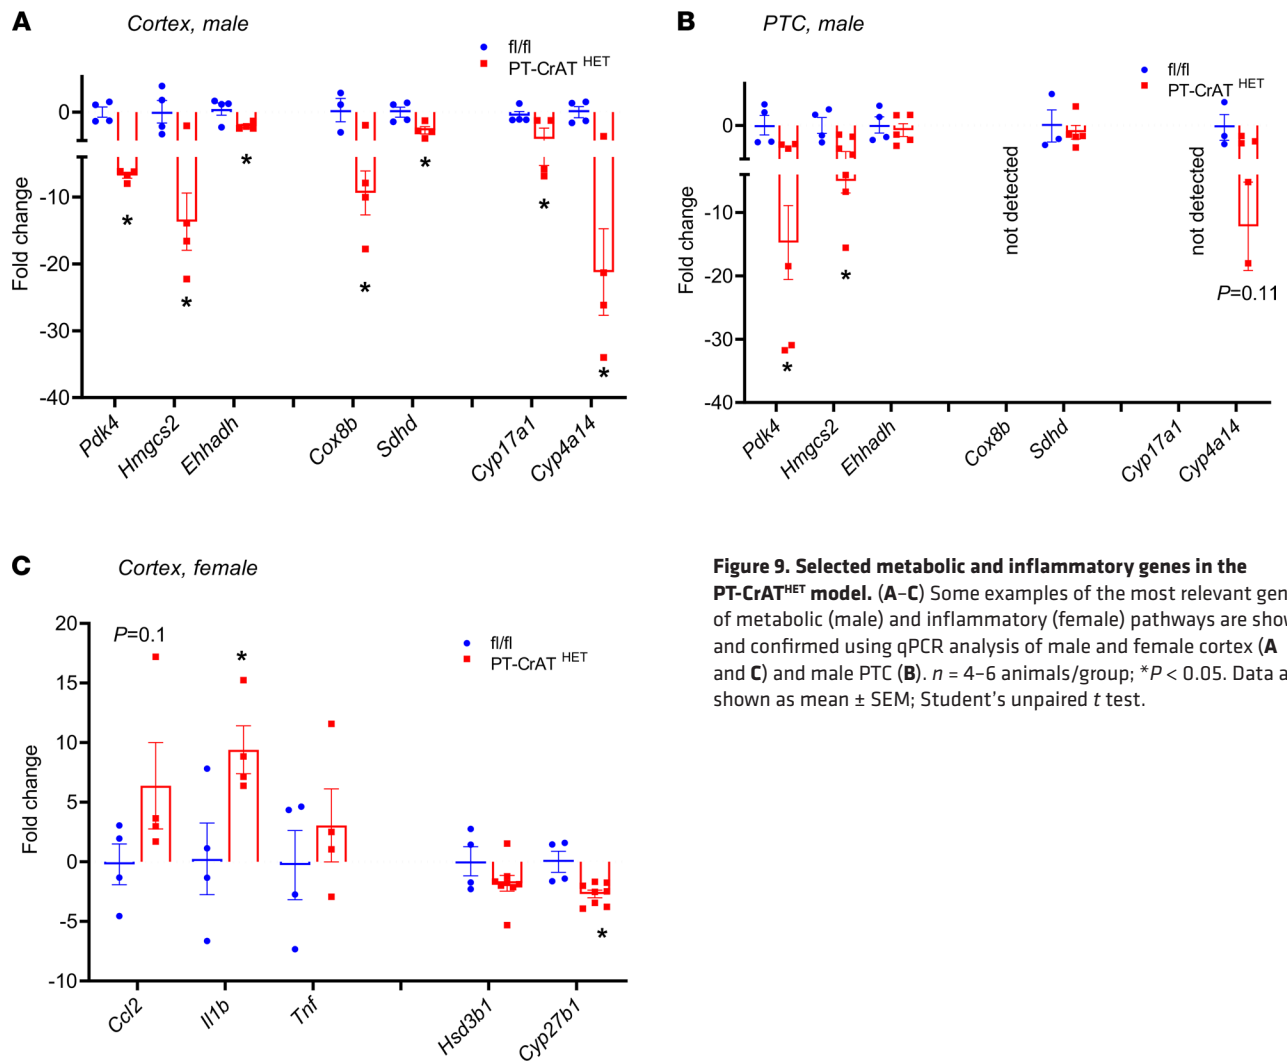 A
Cortex, male
fl/fl
PT-CrAT HET
Fold change
0
-10
-20
-30
-40
*
*
*
*
*
*
*
Pdk4
Hmgcs2
Ehhadh
Cox8b
Sdhd
Cyp17a1
Cyp4a14
B
PTC, male
fl/fl
PT-CrAT HET
Fold change
0
-10
-20
-30
-40
*
*
not detected
not detected
P=0.11
Pdk4
Hmgcs2
Ehhadh
Cox8b
Sdhd
Cyp17a1
Cyp4a14
C
Cortex, female
fl/fl
PT-CrAT HET
Fold change
20
15
10
5
0
-5
-10
P=0.1
*
*
Ccl2
Il1b
Tnf
Hsd3b1
Cyp27b1
Figure 9. Selected metabolic and inflammatory genes in the
PT-CrATHET model. (A–C) Some examples of the most relevant gen
of metabolic (male) and inflammatory (female) pathways are show
and confirmed using qPCR analysis of male and female cortex (A
and C) and male PTC (B). n = 4–6 animals/group; *P < 0.05. Data a
shown as mean ± SEM; Student's unpaired t test.